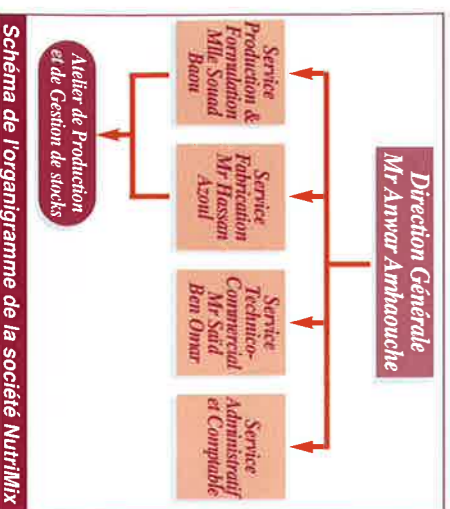 Direction Générale
Mr Anwar Amhaouche
Service
Production &
Formulation
Mlle Souad
Baou
Service
Fabrication
Mr Hassan
Azoul
Service
Technico-
Commercial
Mr Saïd
Ben Omar
Service
Administratif
et Comptable
Atelier de Production
et de Gestion de stocks
Schéma de l'organigramme de la société NutriMix